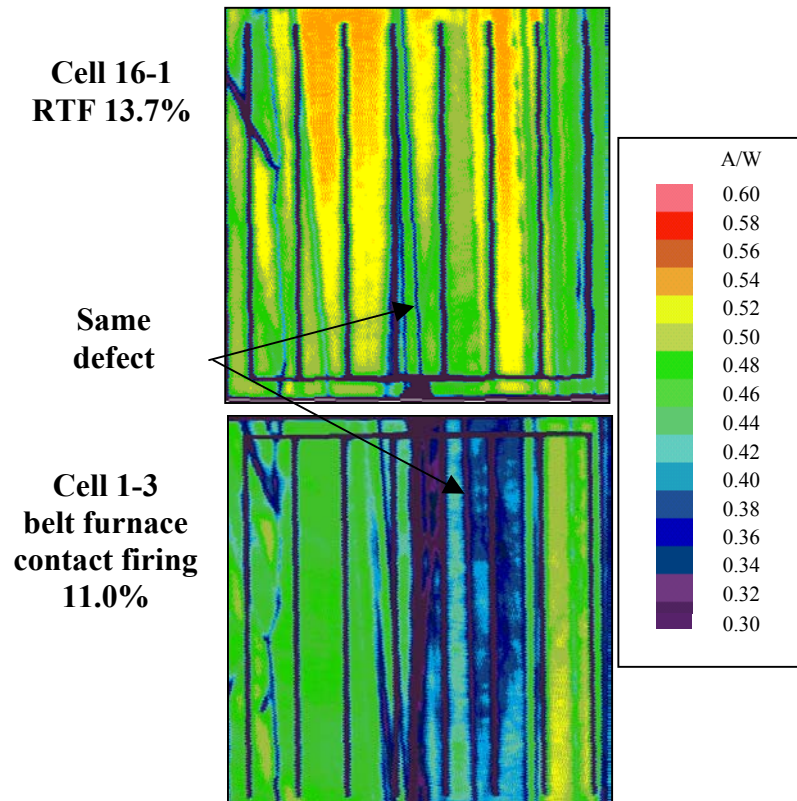 Cell 16-1
RTF 13.7%
Same
defect
Cell 1-3
belt furnace
contact firing
11.0%
A/W
0.60
0.58
0.56
0.54
0.52
0.50
0.48
0.46
0.44
0.42
0.40
0.38
0.36
0.34
0.32
0.30